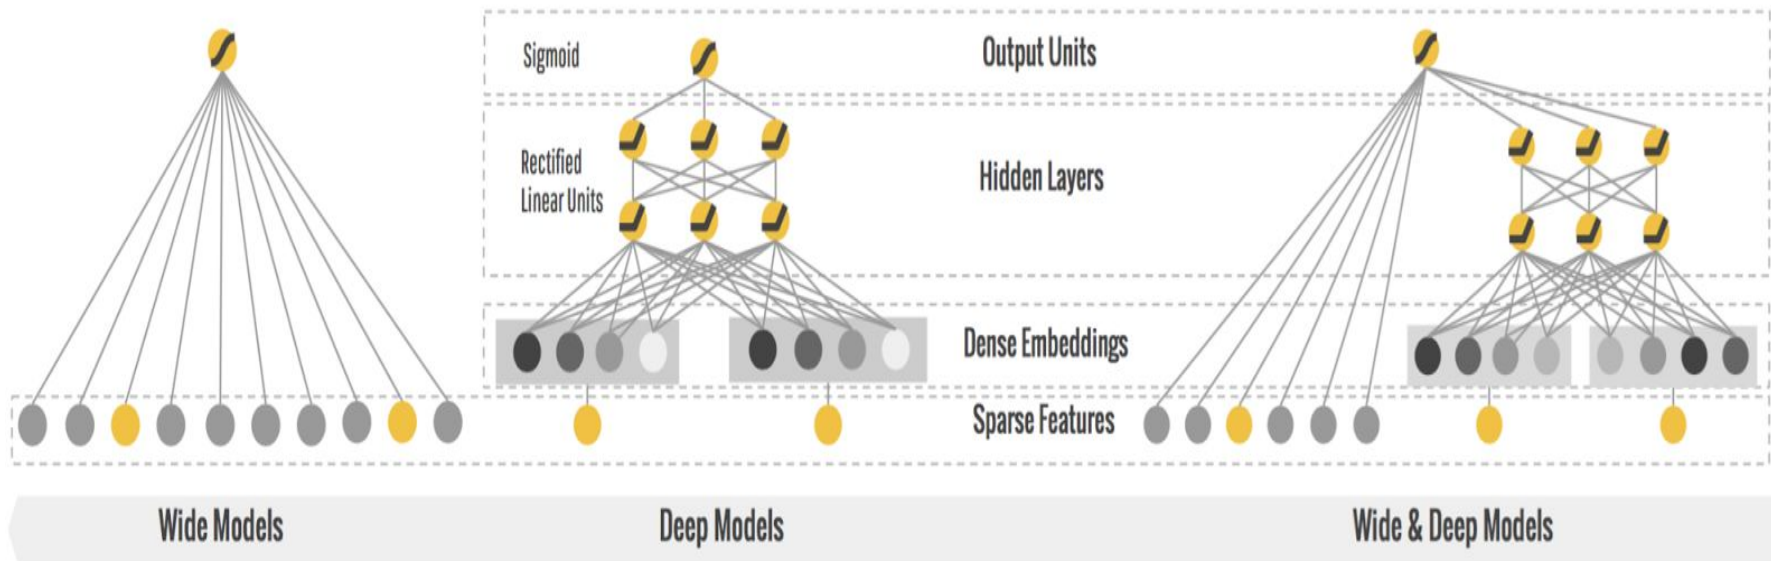 Sigmoid
Output Units
Rectified
Linear Units
Hidden Layers
Dense Embeddings
Sparse Features
Wide Models
Deep Models
Wide & Deep Models